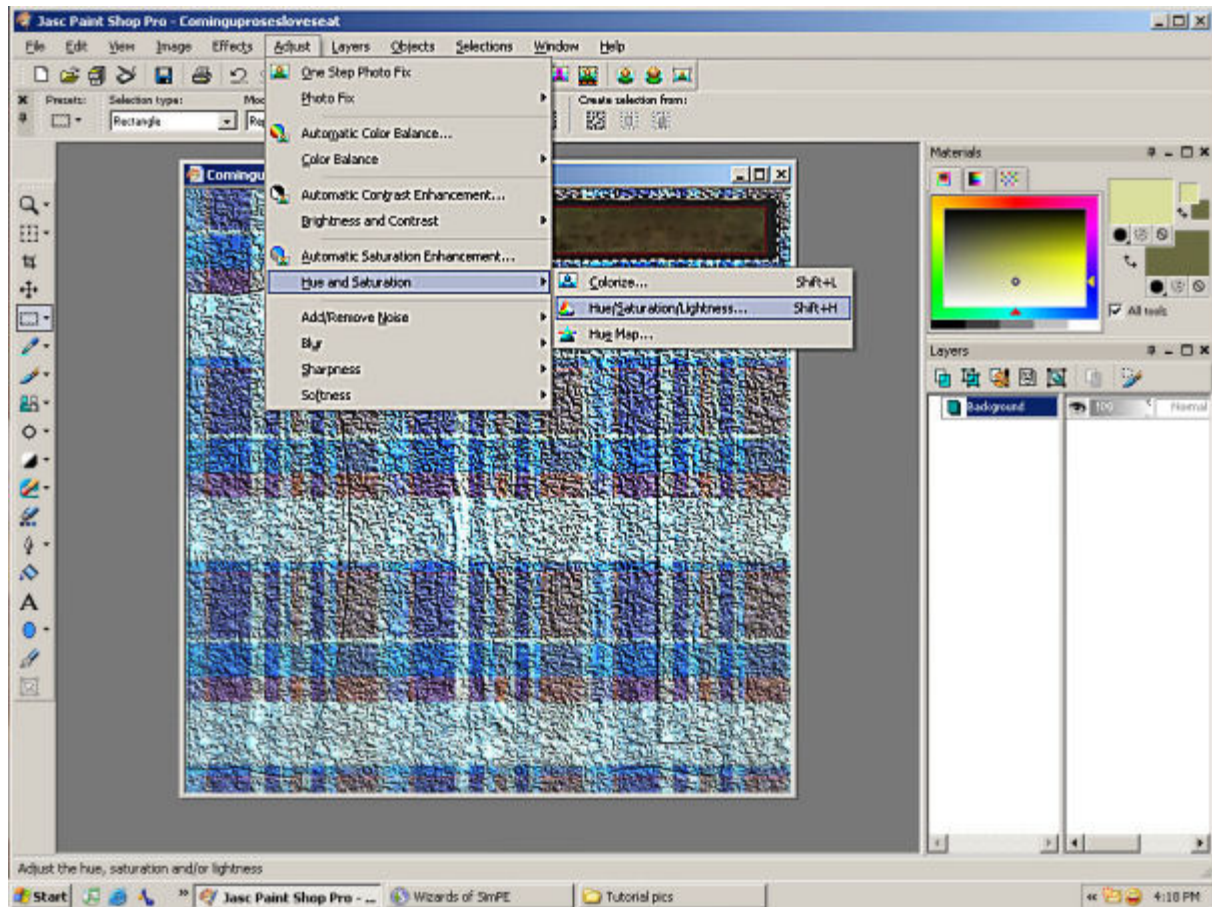 Jasc Paint Shop Pro - Cominguprosesloveseat
File Edit View Image Effects Adjust Layers Objects Selections Window Help
Presets: Selection type: Create selection from:
Rectangle
One Step Photo Fix
Photo Fix
Automatic Color Balance...
Color Balance
Automatic Contrast Enhancement...
Brightness and Contrast
Automatic Saturation Enhancement...
Hue and Saturation
Add/Remove Noise
Blur
Sharpness
Softness
Colorize... Shift+L
Hue/Saturation/Lightness... Shift+H
Hue Map...
Materials
All tools
Layers
Background 100 Normal
A
Adjust the hue, saturation and/or lightness
Start Jasc Paint Shop Pro - ... Wizards of SimPE Tutorial pics 4:18 PM